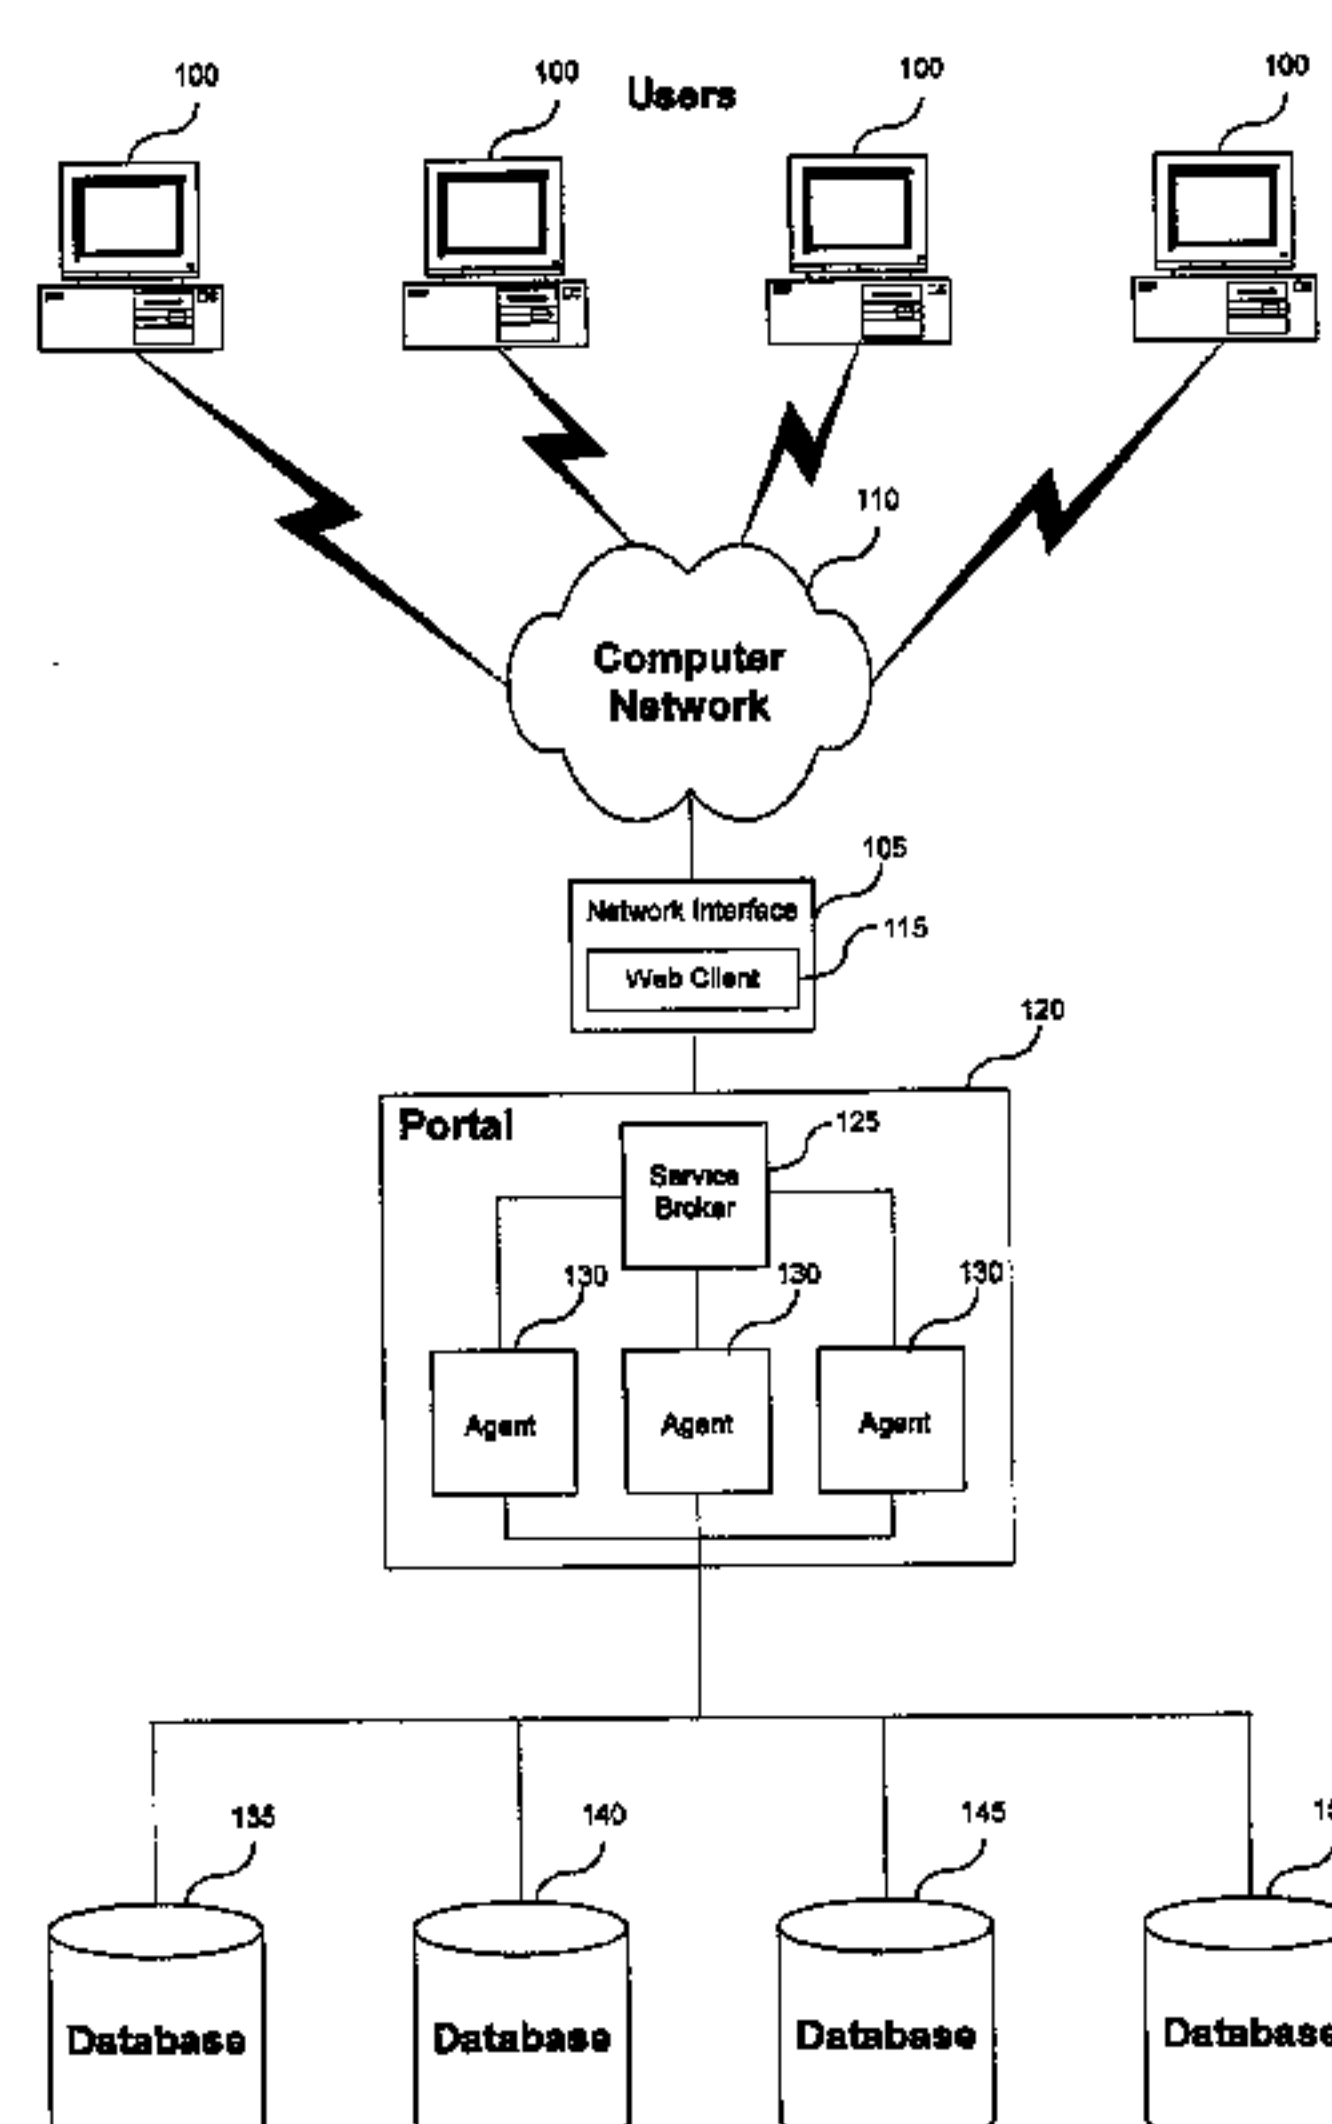 100
100
Users
100
100
110
Computer
Network
105
Network Interface
115
Web Client
120
Portal
125
Service
Broker
130
130
130
Agent
Agent
Agent
135
140
145
Database
Database
Database
Database